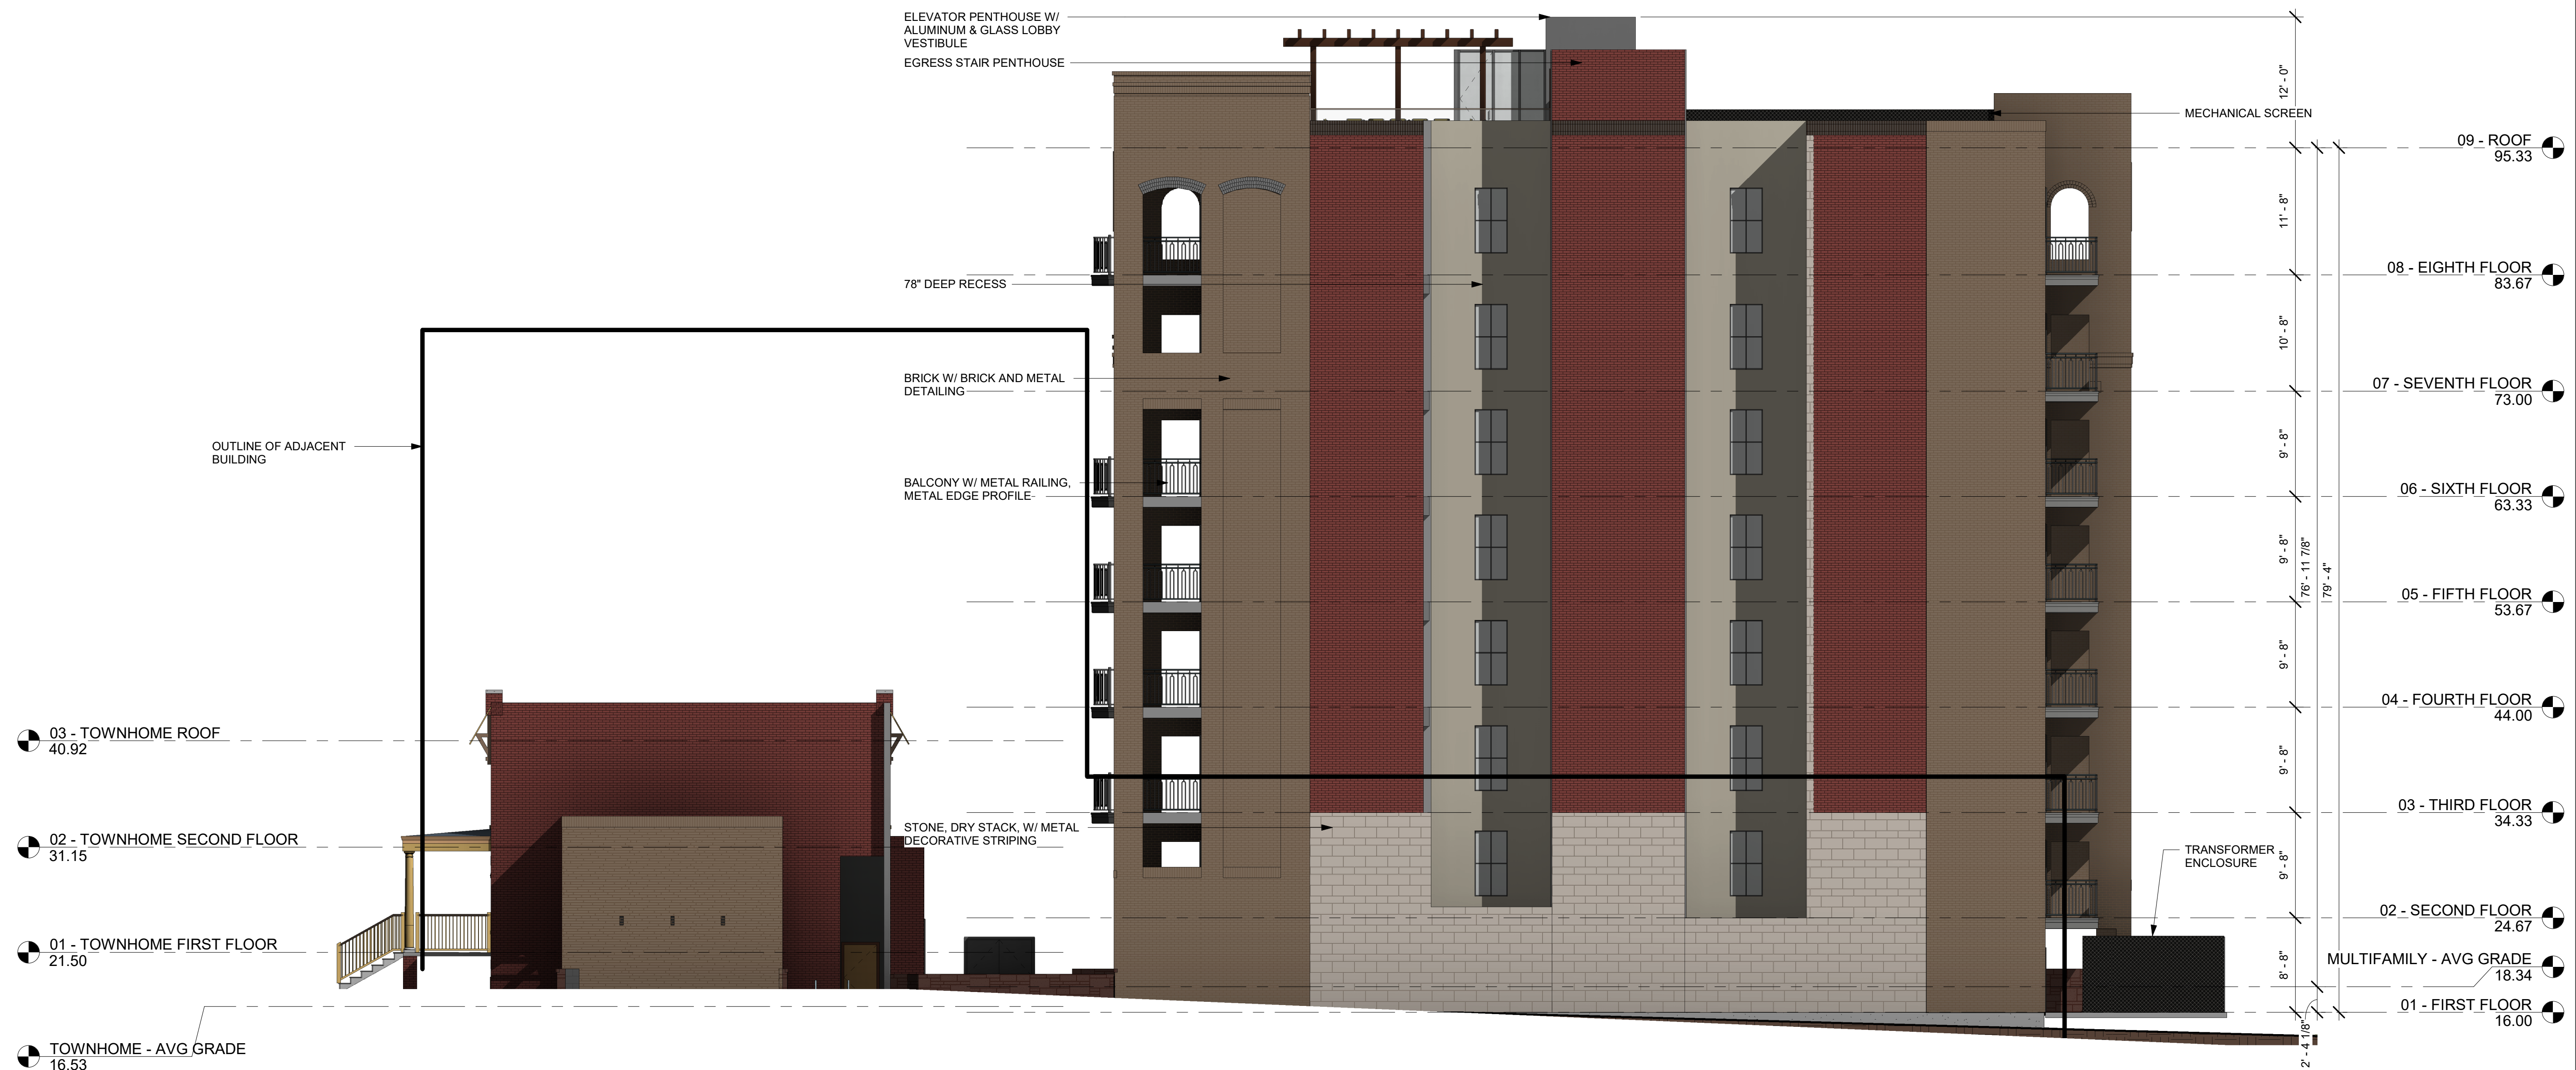 ELEVATOR PENTHOUSE W/
ALUMINUM & GLASS LOBBY
VESTIBULE
EGRESS STAIR PENTHOUSE
12' - 0"
MECHANICAL SCREEN
09 - ROOF
95.33
11' - 8"
08 - EIGHTH FLOOR
83.67
78" DEEP RECESS
10' - 8"
BRICK W/ BRICK AND METAL
DETAILING
07 - SEVENTH FLOOR
73.00
OUTLINE OF ADJACENT
BUILDING
9' - 8"
BALCONY W/ METAL RAILING,
METAL EDGE PROFILE
06 - SIXTH FLOOR
63.33
9' - 8"
76' - 11 7/8"
79' - 4"
05 - FIFTH FLOOR
53.67
9' - 8"
04 - FOURTH FLOOR
44.00
03 - TOWNHOME ROOF
40.92
9' - 8"
03 - THIRD FLOOR
34.33
STONE, DRY STACK, W/ METAL
DECORATIVE STRIPING
02 - TOWNHOME SECOND FLOOR
31.15
TRANSFORMER
ENCLOSURE
9' - 8"
02 - SECOND FLOOR
24.67
01 - TOWNHOME FIRST FLOOR
21.50
8' - 8"
MULTIFAMILY - AVG GRADE
18.34
01 - FIRST FLOOR
16.00
2' - 4 1/8"
TOWNHOME - AVG GRADE
16.53